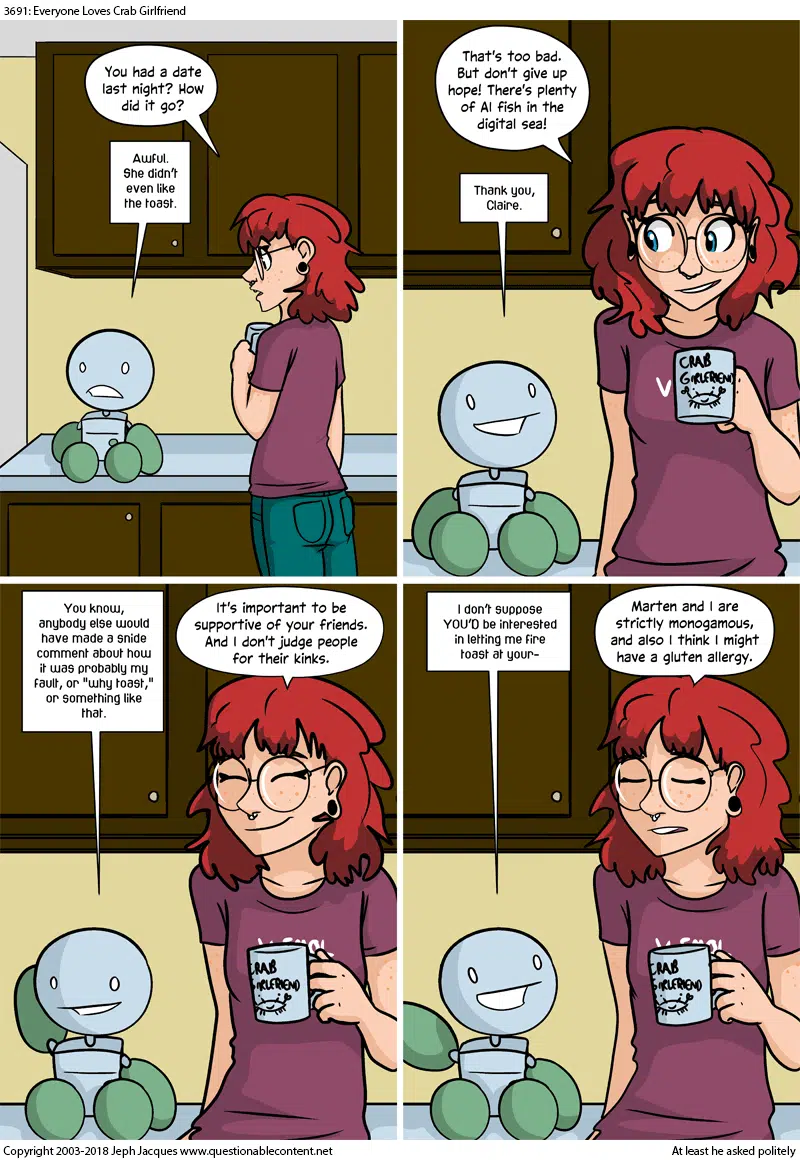 3691: Everyone Loves Crab Girlfriend
You had a date
last night? How
did it go?
Awful.
She didn't
even like
the toast.
That's too bad.
But don't give up
hope! There's plenty
of AI fish in the
digital sea!
Thank you,
Claire.
V
CRAB
GIRLFRIEND
You know,
anybody else would
have made a snide
comment about how
it was probably my
fault, or "why toast,"
or something like
that.
It's important to be
supportive of your friends.
And I don't judge people
for their kinks.
CRAB
GIRLFRIEND
I don't suppose
YOU'D be interested
in letting me fire
toast at your-
Marten and I are
strictly monogamous,
and also I think I might
have a gluten allergy.
CRAB
GIRLFRIEND
Copyright 2003-2018 Jeph Jacques www.questionablecontent.net
At least he asked politely